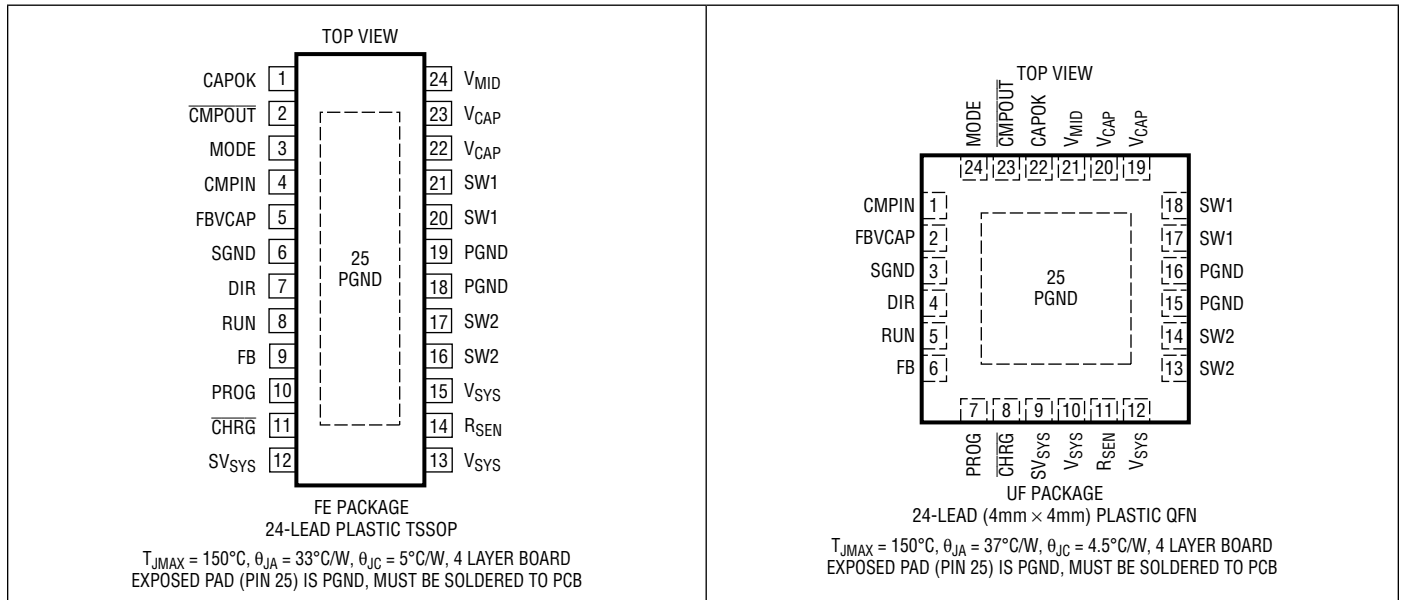 TOP VIEW
CAPOK 1
CMPOUT 2
MODE 3
CMPIN 4
FBVCAP 5
SGND 6
DIR 7
RUN 8
FB 9
PROG 10
CHRG 11
SVSYS 12
25
PGND
24 VMID
23 VCAP
22 VCAP
21 SW1
20 SW1
19 PGND
18 PGND
17 SW2
16 SW2
15 VSYS
14 RSEN
13 VSYS
FE PACKAGE
24-LEAD PLASTIC TSSOP
TJMAX = 150°C, θJA = 33°C/W, θJC = 5°C/W, 4 LAYER BOARD
EXPOSED PAD (PIN 25) IS PGND, MUST BE SOLDERED TO PCB
TOP VIEW
MODE CMPOUT CAPOK VMID VCAP VCAP
24 23 22 21 20 19
CMPIN 1
FBVCAP 2
SGND 3
DIR 4
RUN 5
FB 6
25
PGND
18 SW1
17 SW1
16 PGND
15 PGND
14 SW2
13 SW2
7 8 9 10 11 12
PROG CHRG SVSYS VSYS RSEN VSYS
UF PACKAGE
24-LEAD (4mm × 4mm) PLASTIC QFN
TJMAX = 150°C, θJA = 37°C/W, θJC = 4.5°C/W, 4 LAYER BOARD
EXPOSED PAD (PIN 25) IS PGND, MUST BE SOLDERED TO PCB